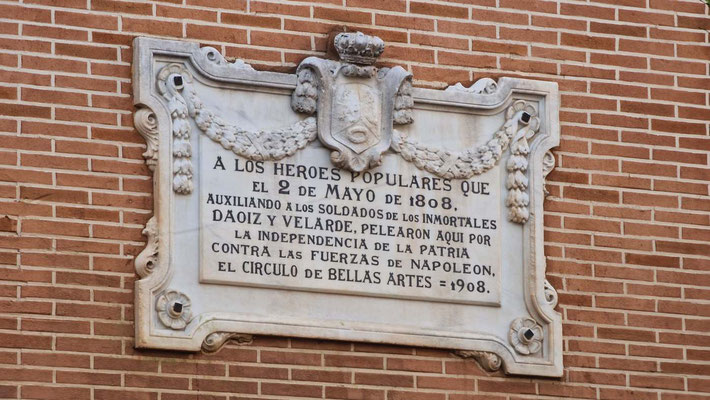 A LOS HEROES POPULARES QUE
EL 2 DE MAYO DE 1808,
AUXILIANDO A LOS SOLDADOS DE LOS INMORTALES
DAOIZ Y VELARDE, PELEARON AQUI POR
LA INDEPENDENCIA DE LA PATRIA
CONTRA LAS FUERZAS DE NAPOLEON,
EL CIRCULO DE BELLAS ARTES = 1908.